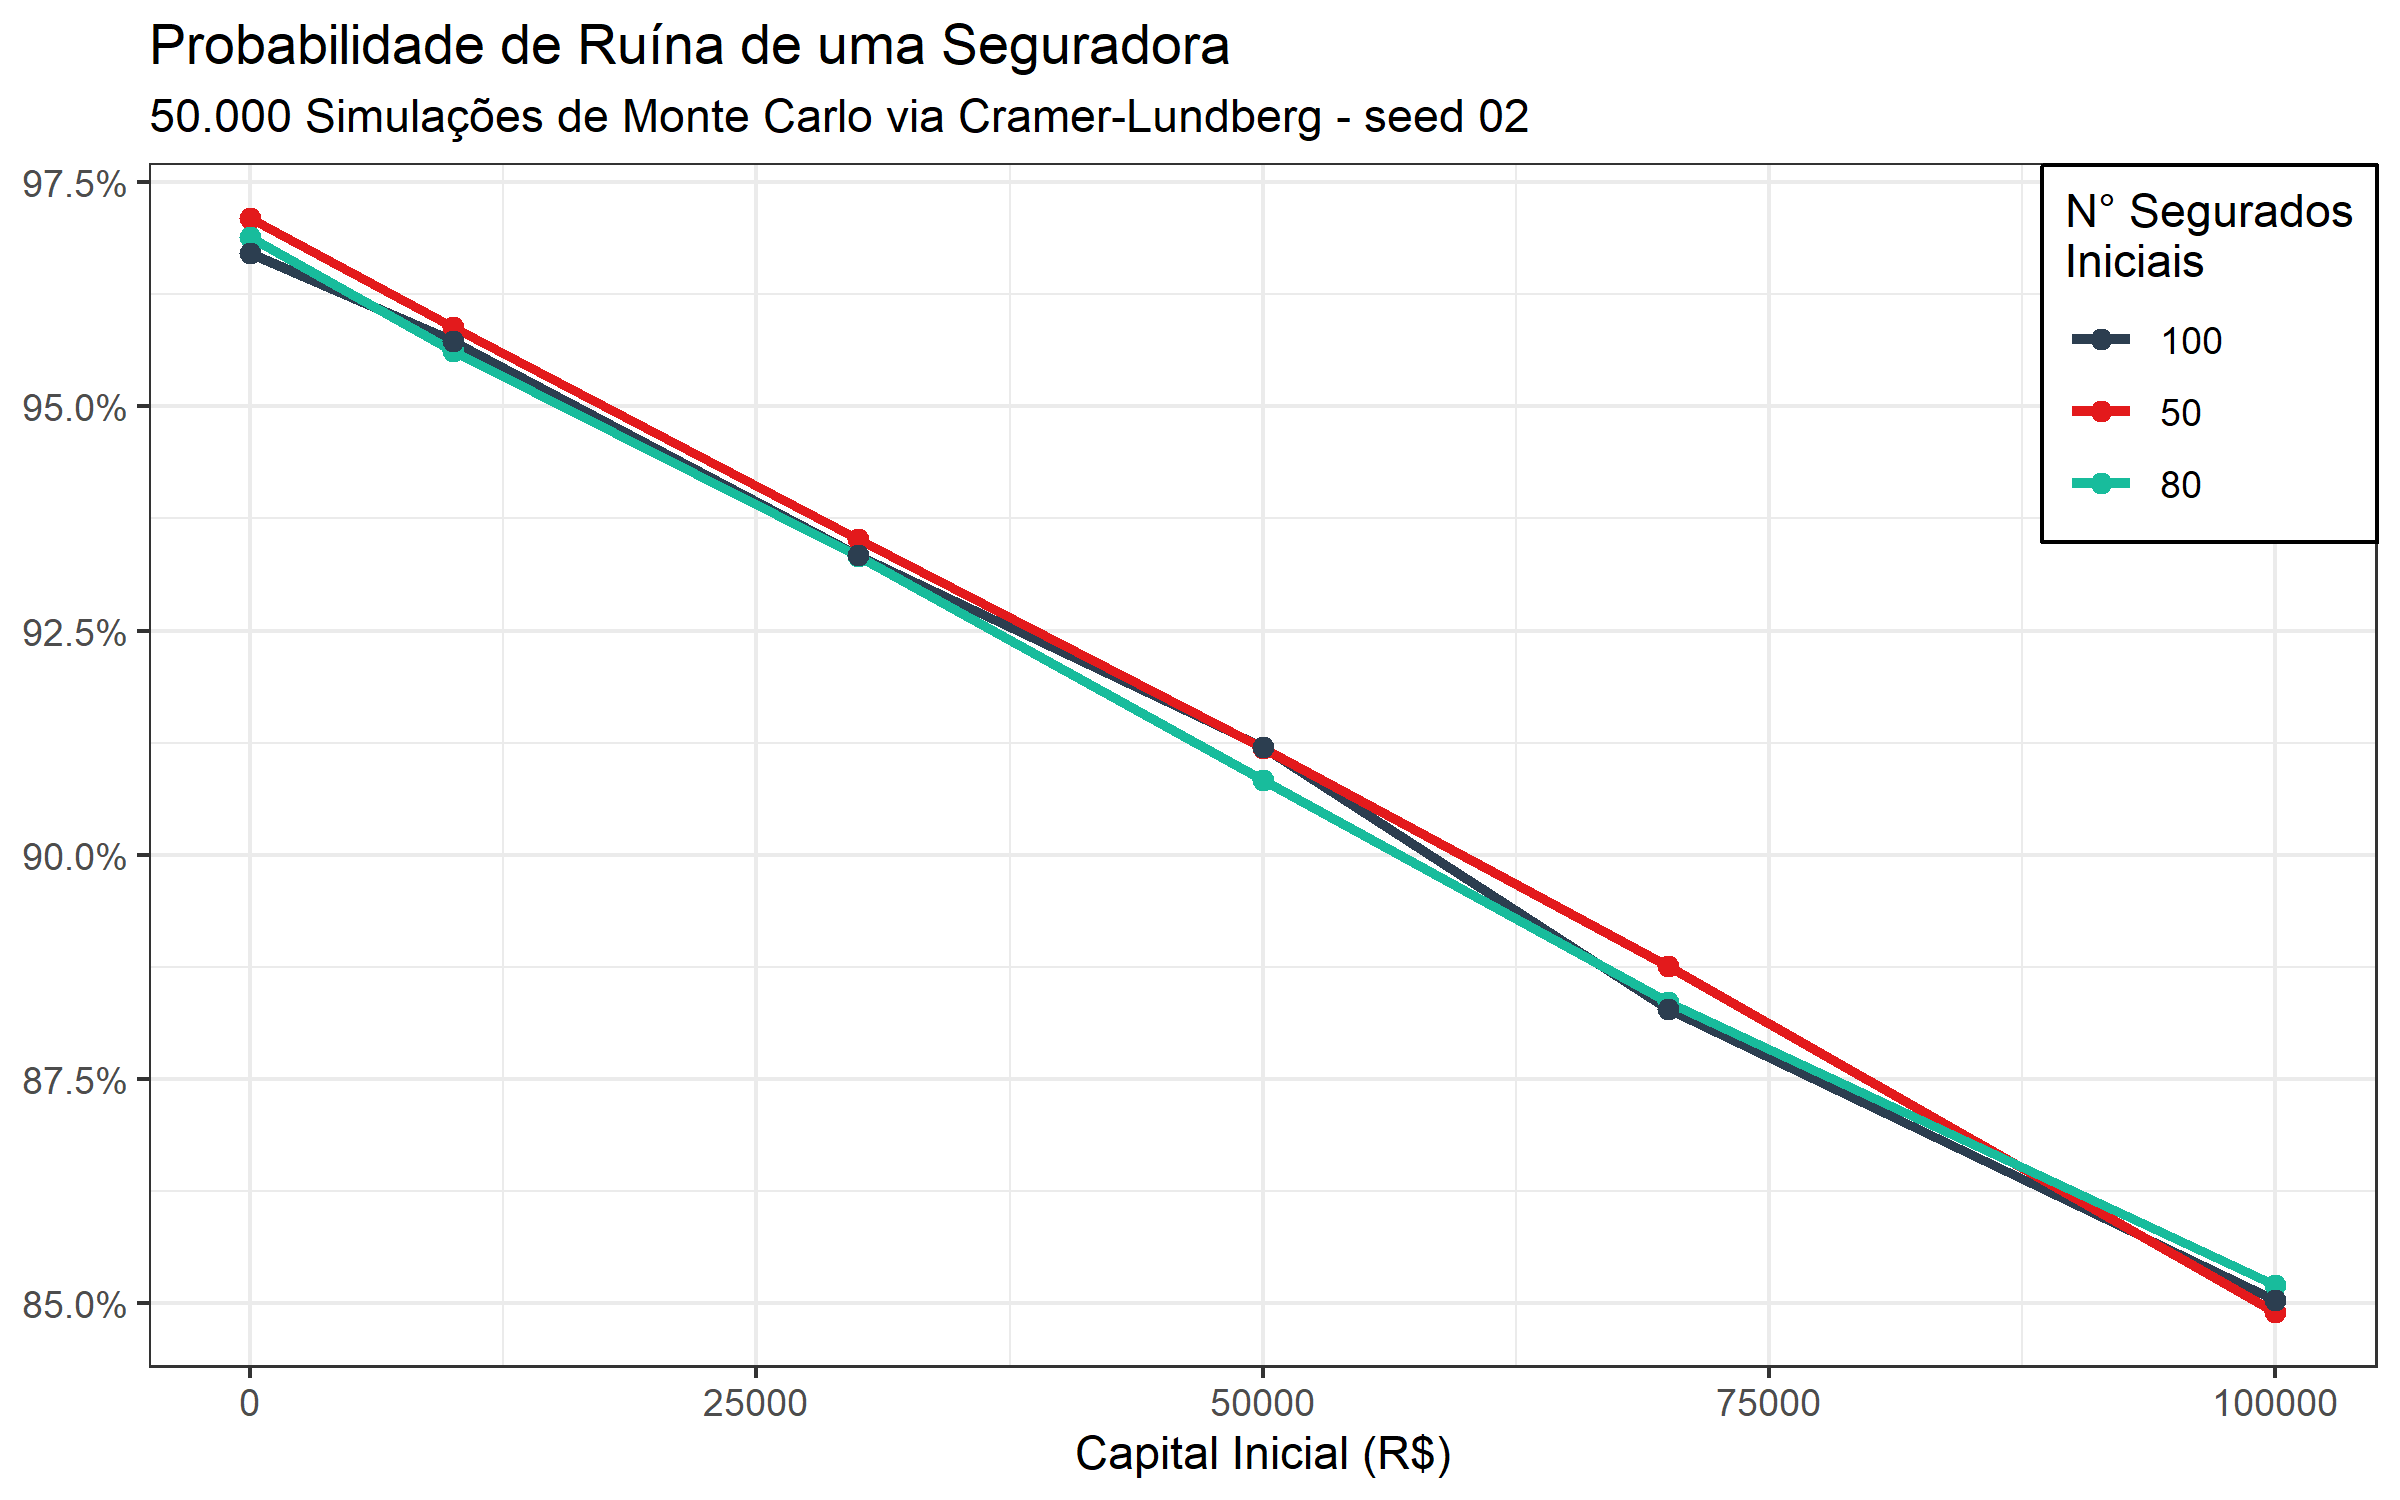 Probabilidade de Ruína de uma Seguradora
50.000 Simulações de Monte Carlo via Cramer-Lundberg - seed 02
97.5%
95.0%
92.5%
90.0%
87.5%
85.0%
N° Segurados
Iniciais
100
50
80
0 25000 50000 75000 100000
Capital Inicial (R$)